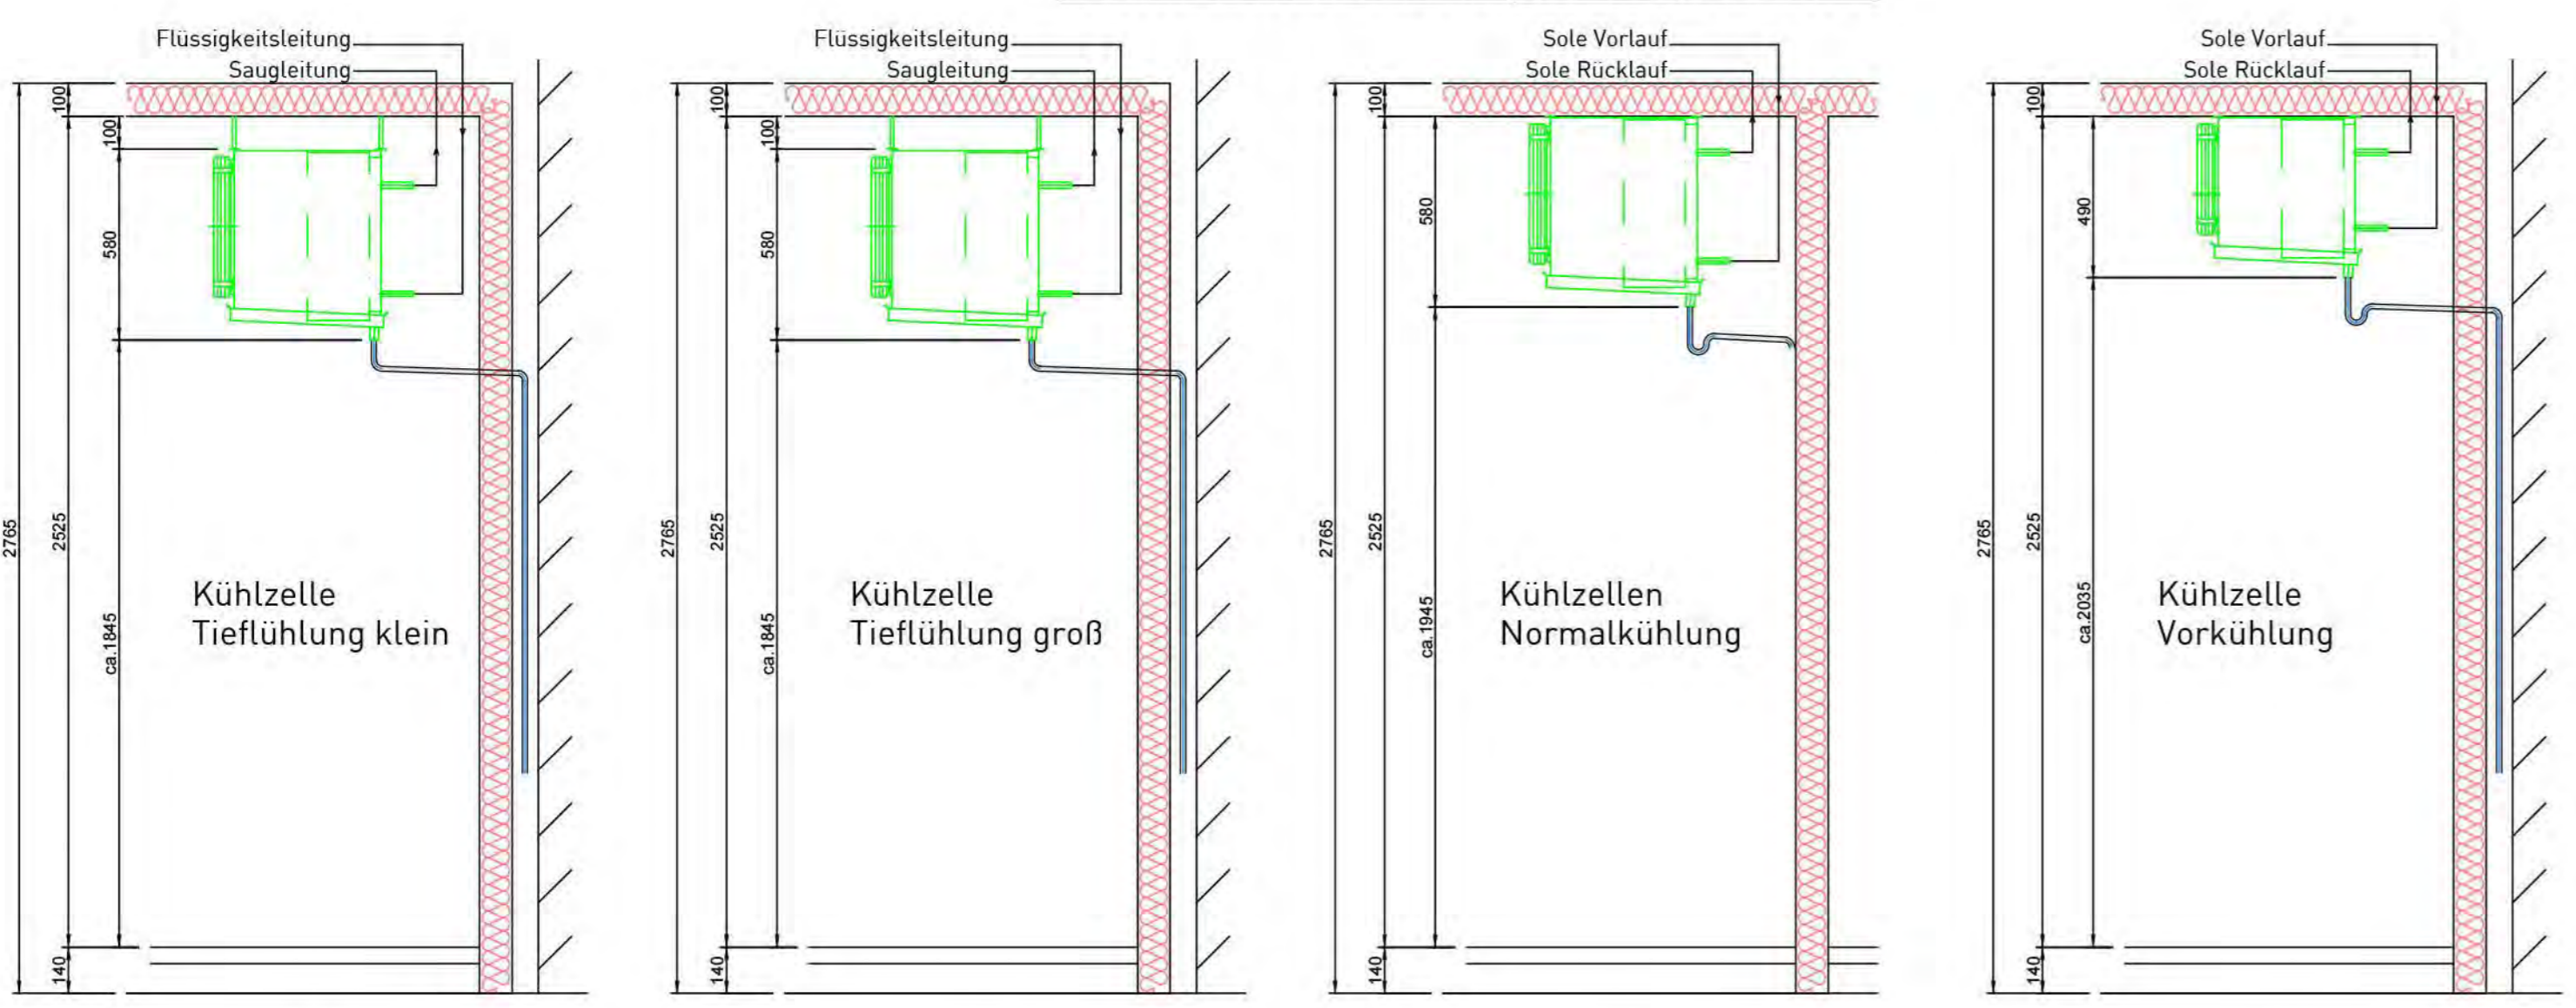 Flüssigkeitsleitung
Saugleitung
100
100
580
2765
2525
ca.1845
140
Kühlzelle
Tieflühlung klein
Flüssigkeitsleitung
Saugleitung
100
100
580
2765
2525
ca.1845
140
Kühlzelle
Tieflühlung groß
Sole Vorlauf
Sole Rücklauf
100
580
2765
2525
ca.1945
140
Kühlzellen
Normalkühlung
Sole Vorlauf
Sole Rücklauf
100
490
2765
2525
ca.2035
140
Kühlzelle
Vorkühlung